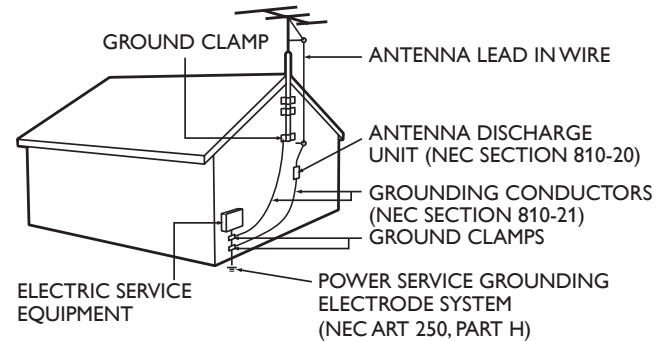 GROUND CLAMP
ANTENNA LEAD IN WIRE
ANTENNA DISCHARGE
UNIT (NEC SECTION 810-20)
GROUNDING CONDUCTORS
(NEC SECTION 810-21)
GROUND CLAMPS
POWER SERVICE GROUNDING
ELECTRODE SYSTEM
(NEC ART 250, PART H)
ELECTRIC SERVICE
EQUIPMENT